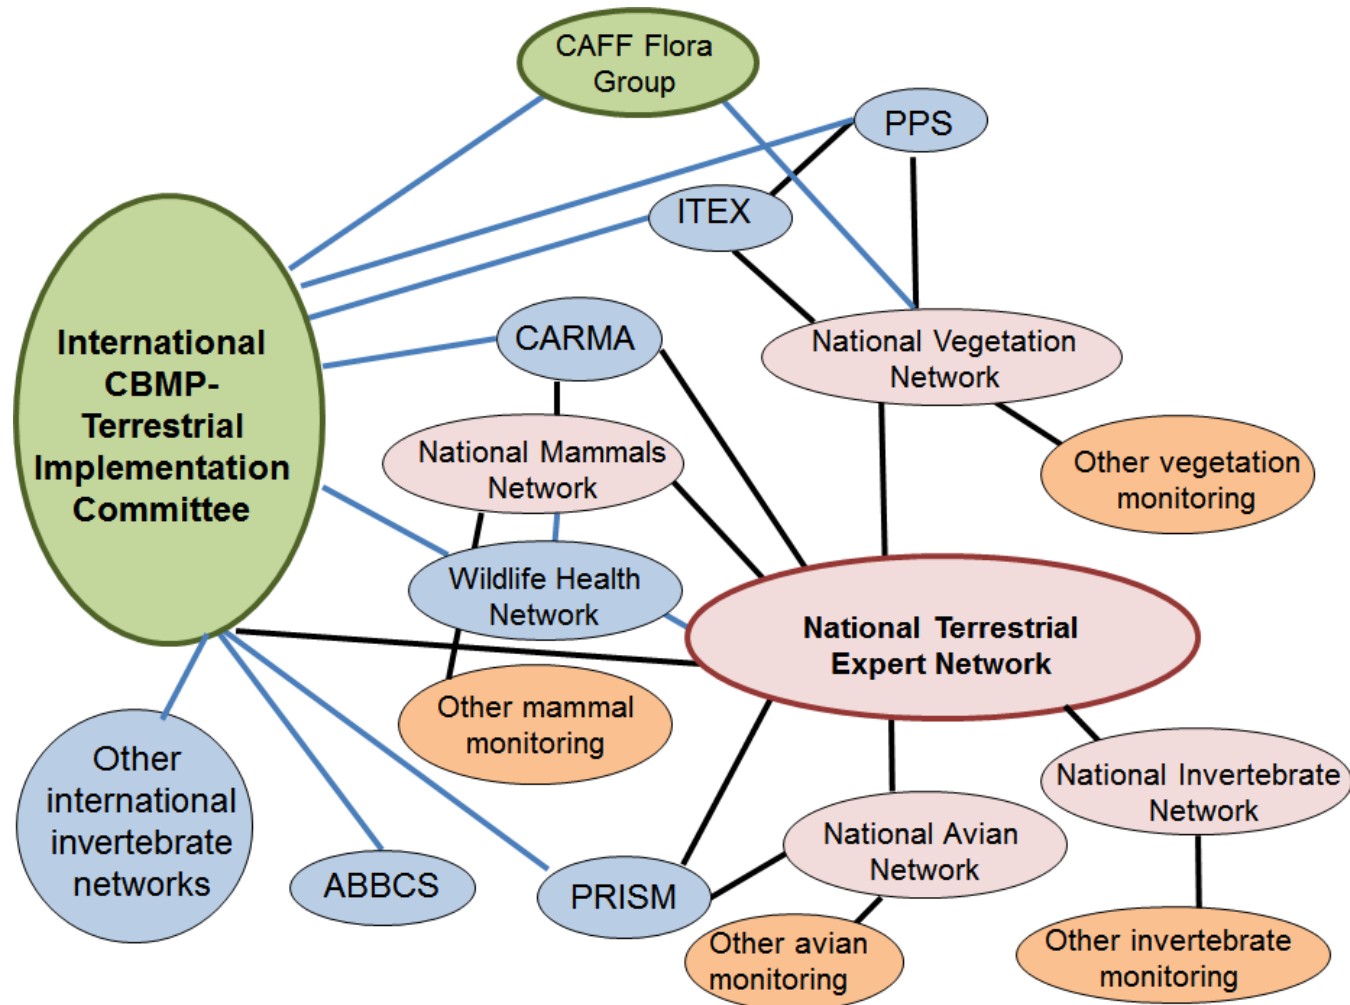 CAFF Flora
Group
PPS
ITEX
International
CBMP-
Terrestrial
Implementation
Committee
CARMA
National Vegetation
Network
National Mammals
Network
Other vegetation
monitoring
Wildlife Health
Network
National Terrestrial
Expert Network
Other mammal
monitoring
Other
international
invertebrate
networks
National Invertebrate
Network
National Avian
Network
ABBCS
PRISM
Other avian
monitoring
Other invertebrate
monitoring